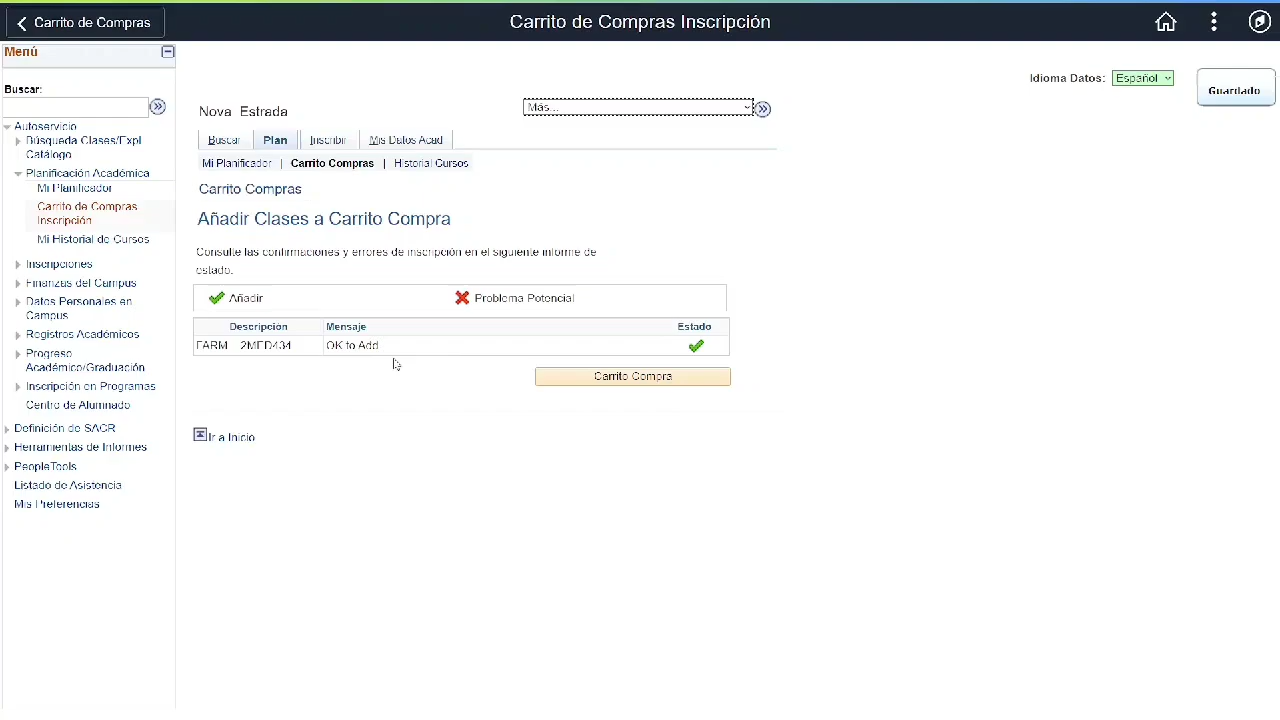 Carrito de Compras
Carrito de Compras Inscripción
Menú
Buscar:
Autoservicio
Búsqueda Clases/Expl
Catálogo
Planificación Académica
Mi Planificador
Carrito de Compras
Inscripción
Mi Historial de Cursos
Inscripciones
Finanzas del Campus
Datos Personales en
Campus
Registros Académicos
Progreso
Académico/Graduación
Inscripción en Programas
Centro de Alumnado
Definición de SACR
Herramientas de Informes
PeopleTools
Listado de Asistencia
Mis Preferencias
Idioma Datos: Español
Guardado
Nova Estrada
Más...
Buscar Plan Inscribir Mis Datos Acad
Mi Planificador | Carrito Compras | Historial Cursos
Carrito Compras
Añadir Clases a Carrito Compra
Consulte las confirmaciones y errores de inscripción en el siguiente informe de
estado.
Añadir Problema Potencial
Descripción Mensaje Estado
FARM 2MED434 OK to Add
Carrito Compra
Ir a Inicio